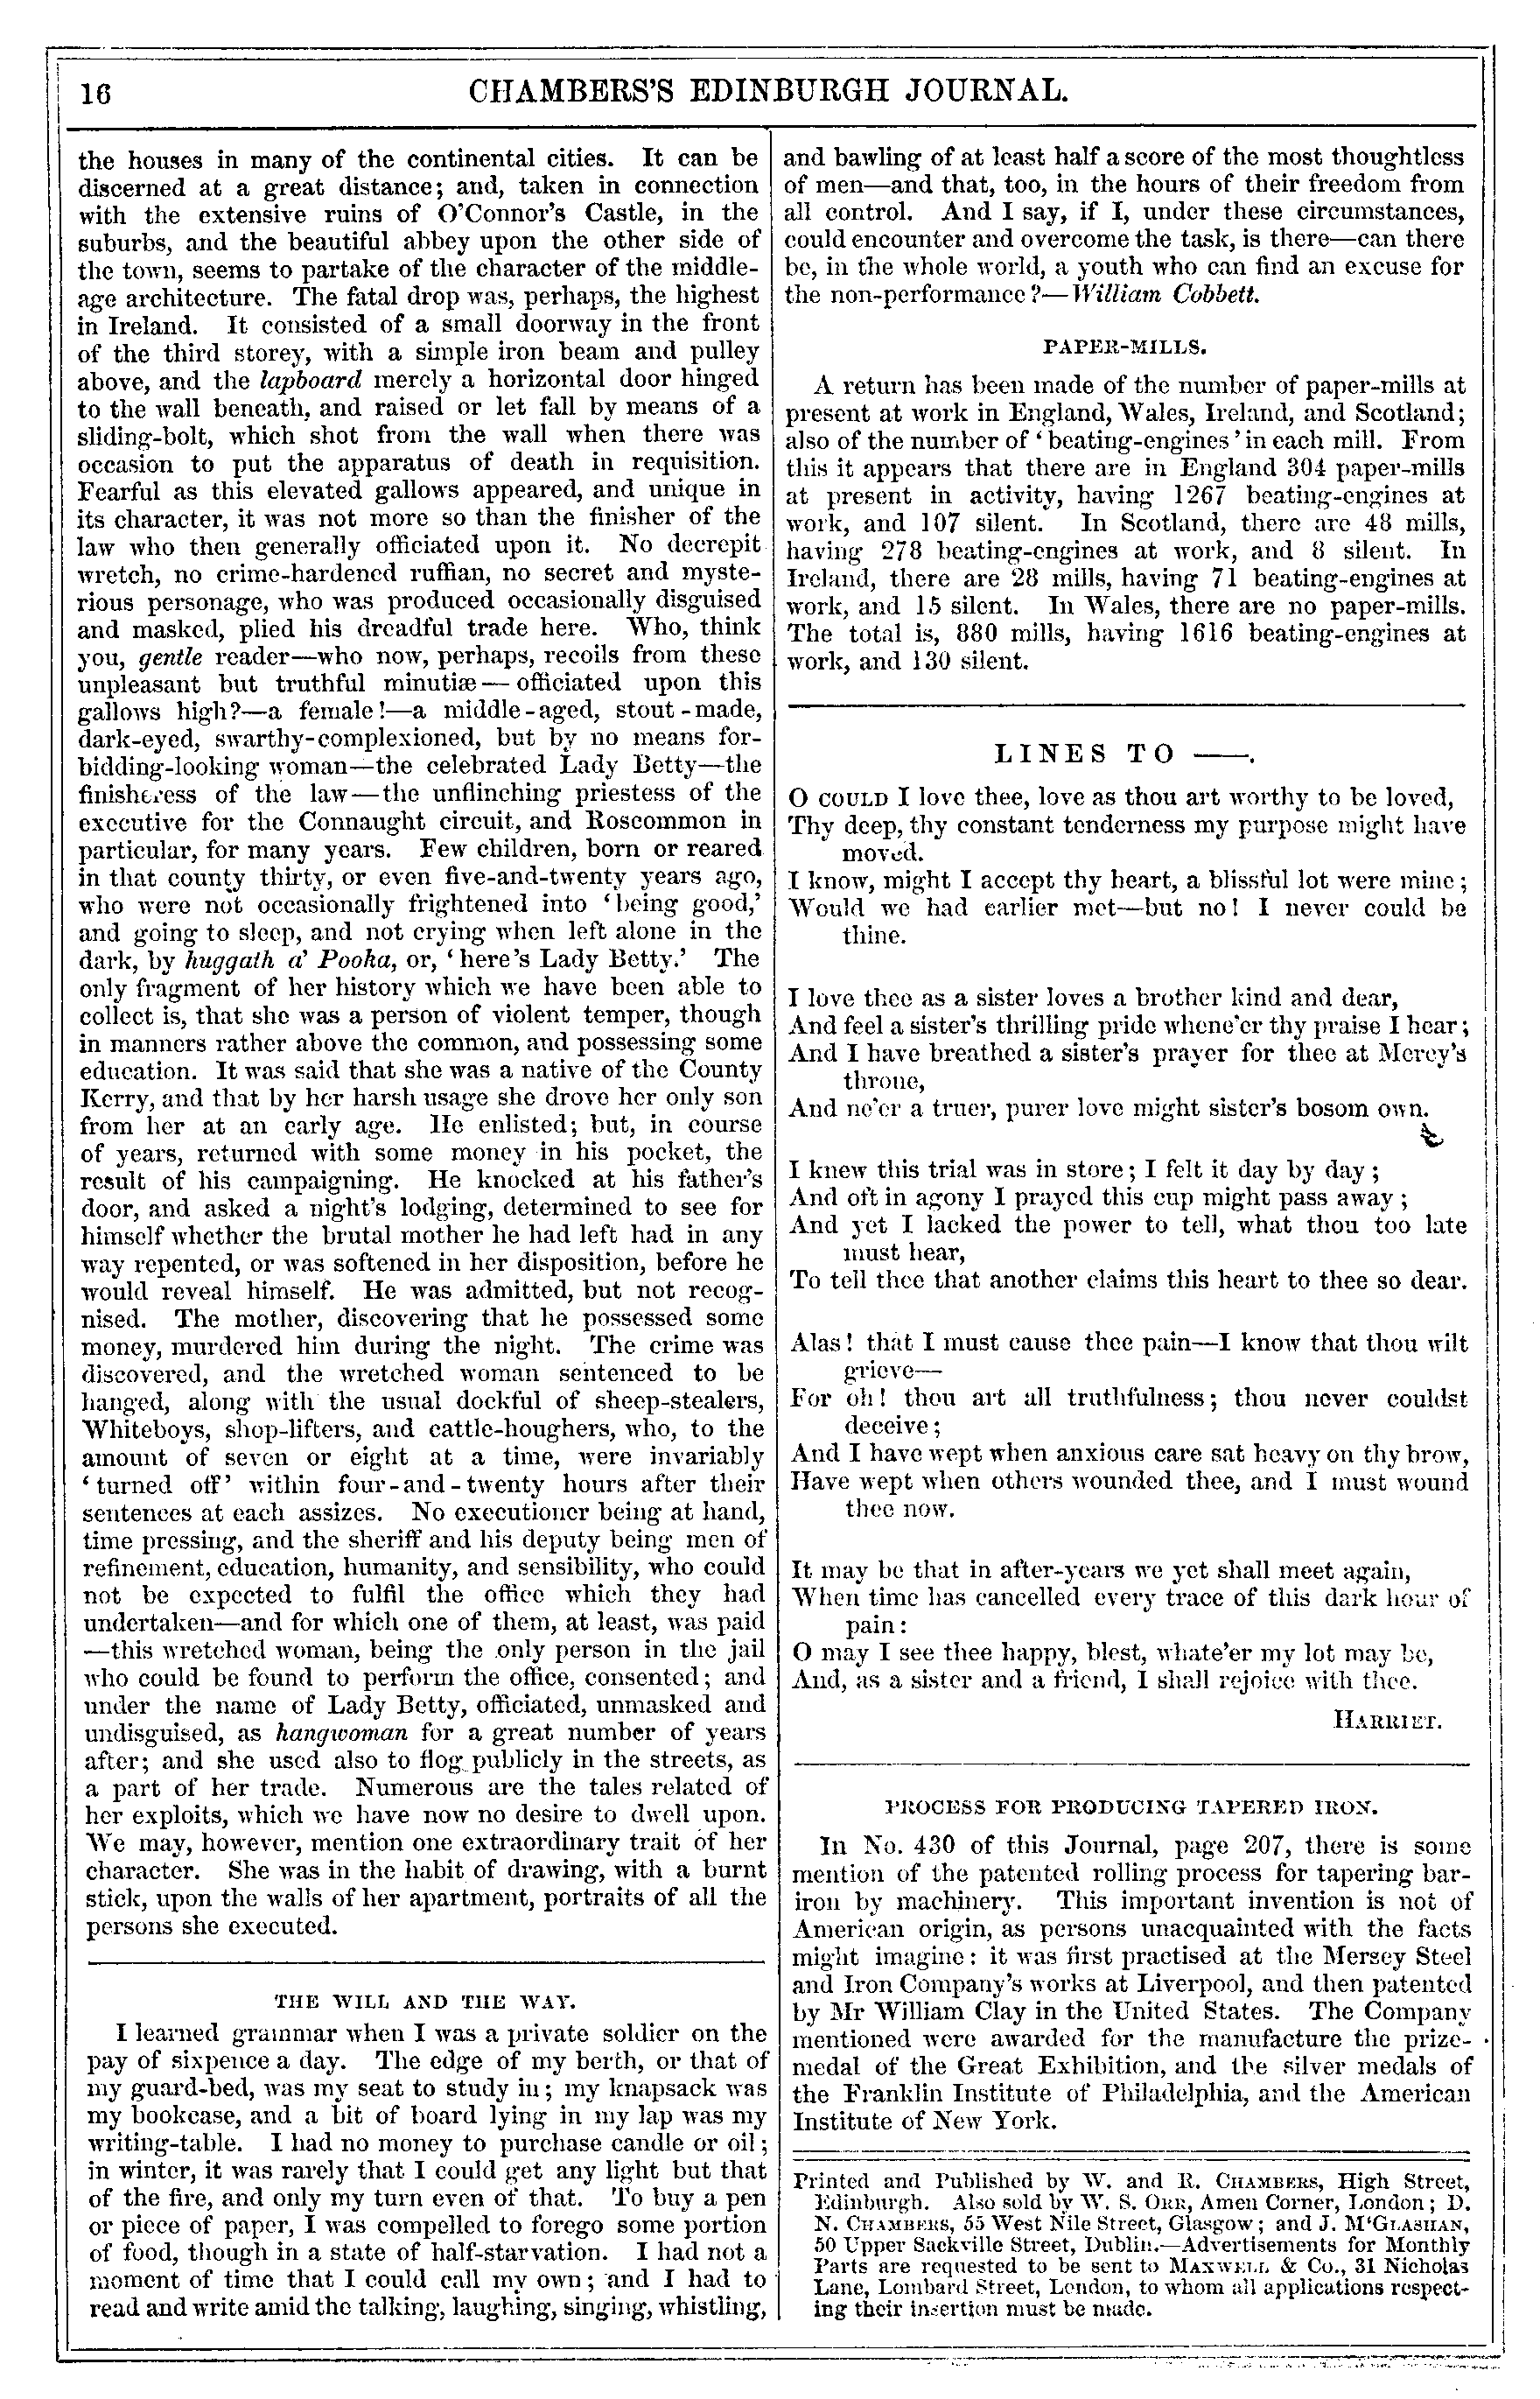 16
CHAMBERS'S EDINBURGH JOURNAL.
the houses in many of the continental cities. It can be
discerned at a great distance; and, taken in connection
with the extensive ruins of O'Connor's Castle, in the
suburbs, and the beautiful abbey upon the other side of
the town, seems to partake of the character of the middle-
age architecture. The fatal drop was, perhaps, the highest
in Ireland. It consisted of a small doorway in the front
of the third storey, with a simple iron beam and pulley
above, and the lapboard merely a horizontal door hinged
to the wall beneath, and raised or let fall by means of a
sliding-bolt, which shot from the wall when there was
occasion to put the apparatus of death in requisition.
Fearful as this elevated gallows appeared, and unique in
its character, it was not more so than the finisher of the
law who then generally officiated upon it. No decrepit
wretch, no crime-hardened ruffian, no secret and myste-
rious personage, who was produced occasionally disguised
and masked, plied his dreadful trade here. Who, think
you, gentle reader—who now, perhaps, recoils from these
unpleasant but truthful minutiæ—officiated upon this
gallows high?—a female!—a middle-aged, stout-made,
dark-eyed, swarthy-complexioned, but by no means for-
bidding-looking woman—the celebrated Lady Betty—the
finisheress of the law—the unflinching priestess of the
executive for the Connaught circuit, and Roscommon in
particular, for many years. Few children, born or reared
in that county thirty, or even five-and-twenty years ago,
who were not occasionally frightened into 'being good,'
and going to sleep, and not crying when left alone in the
dark, by huggath a' Pooka, or, 'here's Lady Betty.' The
only fragment of her history which we have been able to
collect is, that she was a person of violent temper, though
in manners rather above the common, and possessing some
education. It was said that she was a native of the County
Kerry, and that by her harsh usage she drove her only son
from her at an early age. He enlisted; but, in course
of years, returned with some money in his pocket, the
result of his campaigning. He knocked at his father's
door, and asked a night's lodging, determined to see for
himself whether the brutal mother he had left had in any
way repented, or was softened in her disposition, before he
would reveal himself. He was admitted, but not recog-
nised. The mother, discovering that he possessed some
money, murdered him during the night. The crime was
discovered, and the wretched woman sentenced to be
hanged, along with the usual dockful of sheep-stealers,
Whiteboys, shop-lifters, and cattle-houghers, who, to the
amount of seven or eight at a time, were invariably
'turned off' within four-and-twenty hours after their
sentences at each assizes. No executioner being at hand,
time pressing, and the sheriff and his deputy being men of
refinement, education, humanity, and sensibility, who could
not be expected to fulfil the office which they had
undertaken—and for which one of them, at least, was paid
—this wretched woman, being the only person in the jail
who could be found to perform the office, consented; and
under the name of Lady Betty, officiated, unmasked and
undisguised, as hangwoman for a great number of years
after; and she used also to flog publicly in the streets, as
a part of her trade. Numerous are the tales related of
her exploits, which we have now no desire to dwell upon.
We may, however, mention one extraordinary trait of her
character. She was in the habit of drawing, with a burnt
stick, upon the walls of her apartment, portraits of all the
persons she executed.
THE WILL AND THE WAY.
I learned grammar when I was a private soldier on the
pay of sixpence a day. The edge of my berth, or that of
my guard-bed, was my seat to study in; my knapsack was
my bookcase, and a bit of board lying in my lap was my
writing-table. I had no money to purchase candle or oil;
in winter, it was rarely that I could get any light but that
of the fire, and only my turn even of that. To buy a pen
or piece of paper, I was compelled to forego some portion
of food, though in a state of half-starvation. I had not a
moment of time that I could call my own; and I had to
read and write amid the talking, laughing, singing, whistling,
and bawling of at least half a score of the most thoughtless
of men—and that, too, in the hours of their freedom from
all control. And I say, if I, under these circumstances,
could encounter and overcome the task, is there—can there
be, in the whole world, a youth who can find an excuse for
the non-performance?—William Cobbett.
PAPER-MILLS.
A return has been made of the number of paper-mills at
present at work in England, Wales, Ireland, and Scotland;
also of the number of 'beating-engines' in each mill. From
this it appears that there are in England 304 paper-mills
at present in activity, having 1267 beating-engines at
work, and 107 silent. In Scotland, there are 48 mills,
having 278 beating-engines at work, and 8 silent. In
Ireland, there are 28 mills, having 71 beating-engines at
work, and 15 silent. In Wales, there are no paper-mills.
The total is, 880 mills, having 1616 beating-engines at
work, and 130 silent.
LINES TO ——.
O COULD I love thee, love as thou art worthy to be loved,
Thy deep, thy constant tenderness my purpose might have
moved.
I know, might I accept thy heart, a blissful lot were mine;
Would we had earlier met—but no! I never could be
thine.
I love thee as a sister loves a brother kind and dear,
And feel a sister's thrilling pride whene'er thy praise I hear;
And I have breathed a sister's prayer for thee at Mercy's
throne,
And ne'er a truer, purer love might sister's bosom own.
I knew this trial was in store; I felt it day by day;
And oft in agony I prayed this cup might pass away;
And yet I lacked the power to tell, what thou too late
must hear,
To tell thee that another claims this heart to thee so dear.
Alas! that I must cause thee pain—I know that thou wilt
grieve—
For oh! thou art all truthfulness; thou never couldst
deceive;
And I have wept when anxious care sat heavy on thy brow,
Have wept when others wounded thee, and I must wound
thee now.
It may be that in after-years we yet shall meet again,
When time has cancelled every trace of this dark hour of
pain:
O may I see thee happy, blest, whate'er my lot may be,
And, as a sister and a friend, I shall rejoice with thee.
HARRIET.
PROCESS FOR PRODUCING TAPERED IRON.
In No. 430 of this Journal, page 207, there is some
mention of the patented rolling process for tapering bar-
iron by machinery. This important invention is not of
American origin, as persons unacquainted with the facts
might imagine: it was first practised at the Mersey Steel
and Iron Company's works at Liverpool, and then patented
by Mr William Clay in the United States. The Company
mentioned were awarded for the manufacture the prize-
medal of the Great Exhibition, and the silver medals of
the Franklin Institute of Philadelphia, and the American
Institute of New York.
Printed and Published by W. and R. CHAMBERS, High Street,
Edinburgh. Also sold by W. S. ORR, Amen Corner, London; D.
N. CHAMBERS, 55 West Nile Street, Glasgow; and J. M'GLASHAN,
50 Upper Sackville Street, Dublin.—Advertisements for Monthly
Parts are requested to be sent to MAXWELL & Co., 31 Nicholas
Lane, Lombard Street, London, to whom all applications respect-
ing their insertion must be made.